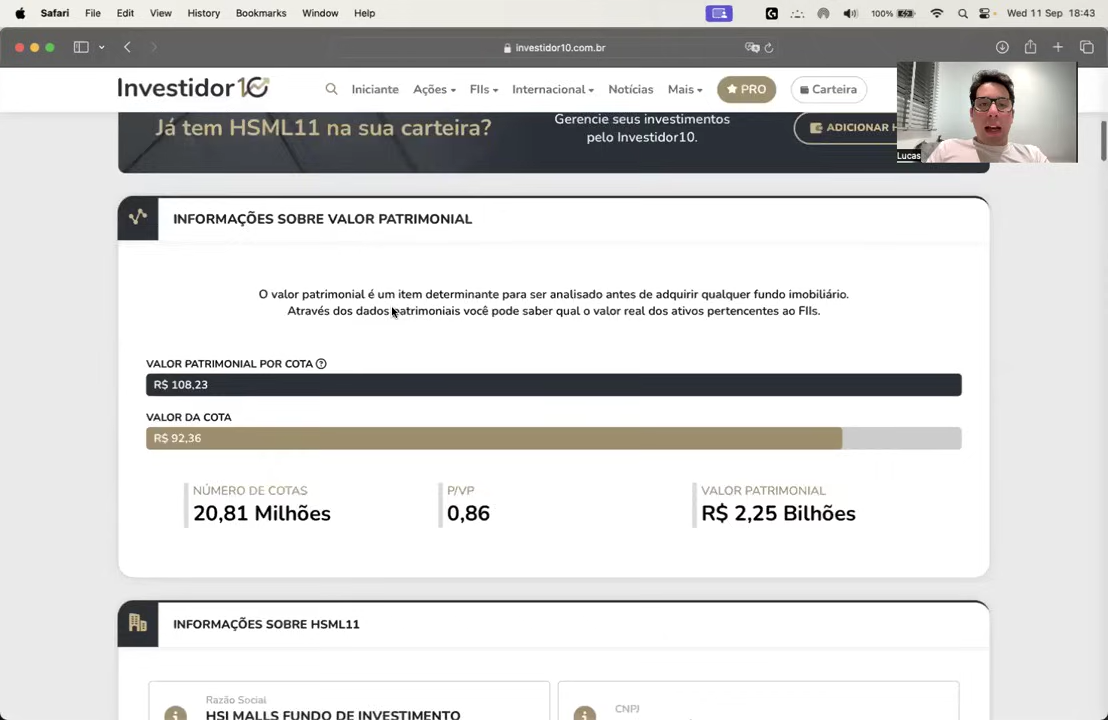 Safari File Edit View History Bookmarks Window Help 100% Wed 11 Sep 18:43
investidor10.com.br
Investidor10 Iniciante Ações FIIs Internacional Notícias Mais PRO Carteira
Já tem HSML11 na sua carteira?
Gerencie seus investimentos
pelo Investidor10.
ADICIONAR
Lucas
INFORMAÇÕES SOBRE VALOR PATRIMONIAL
O valor patrimonial é um item determinante para ser analisado antes de adquirir qualquer fundo imobiliário.
Através dos dados patrimoniais você pode saber qual o valor real dos ativos pertencentes ao FIIs.
VALOR PATRIMONIAL POR COTA ?
R$ 108,23
VALOR DA COTA
R$ 92,36
NÚMERO DE COTAS P/VP VALOR PATRIMONIAL
20,81 Milhões 0,86 R$ 2,25 Bilhões
INFORMAÇÕES SOBRE HSML11
Razão Social
HSI MALLS FUNDO DE INVESTIMENTO
CNPJ